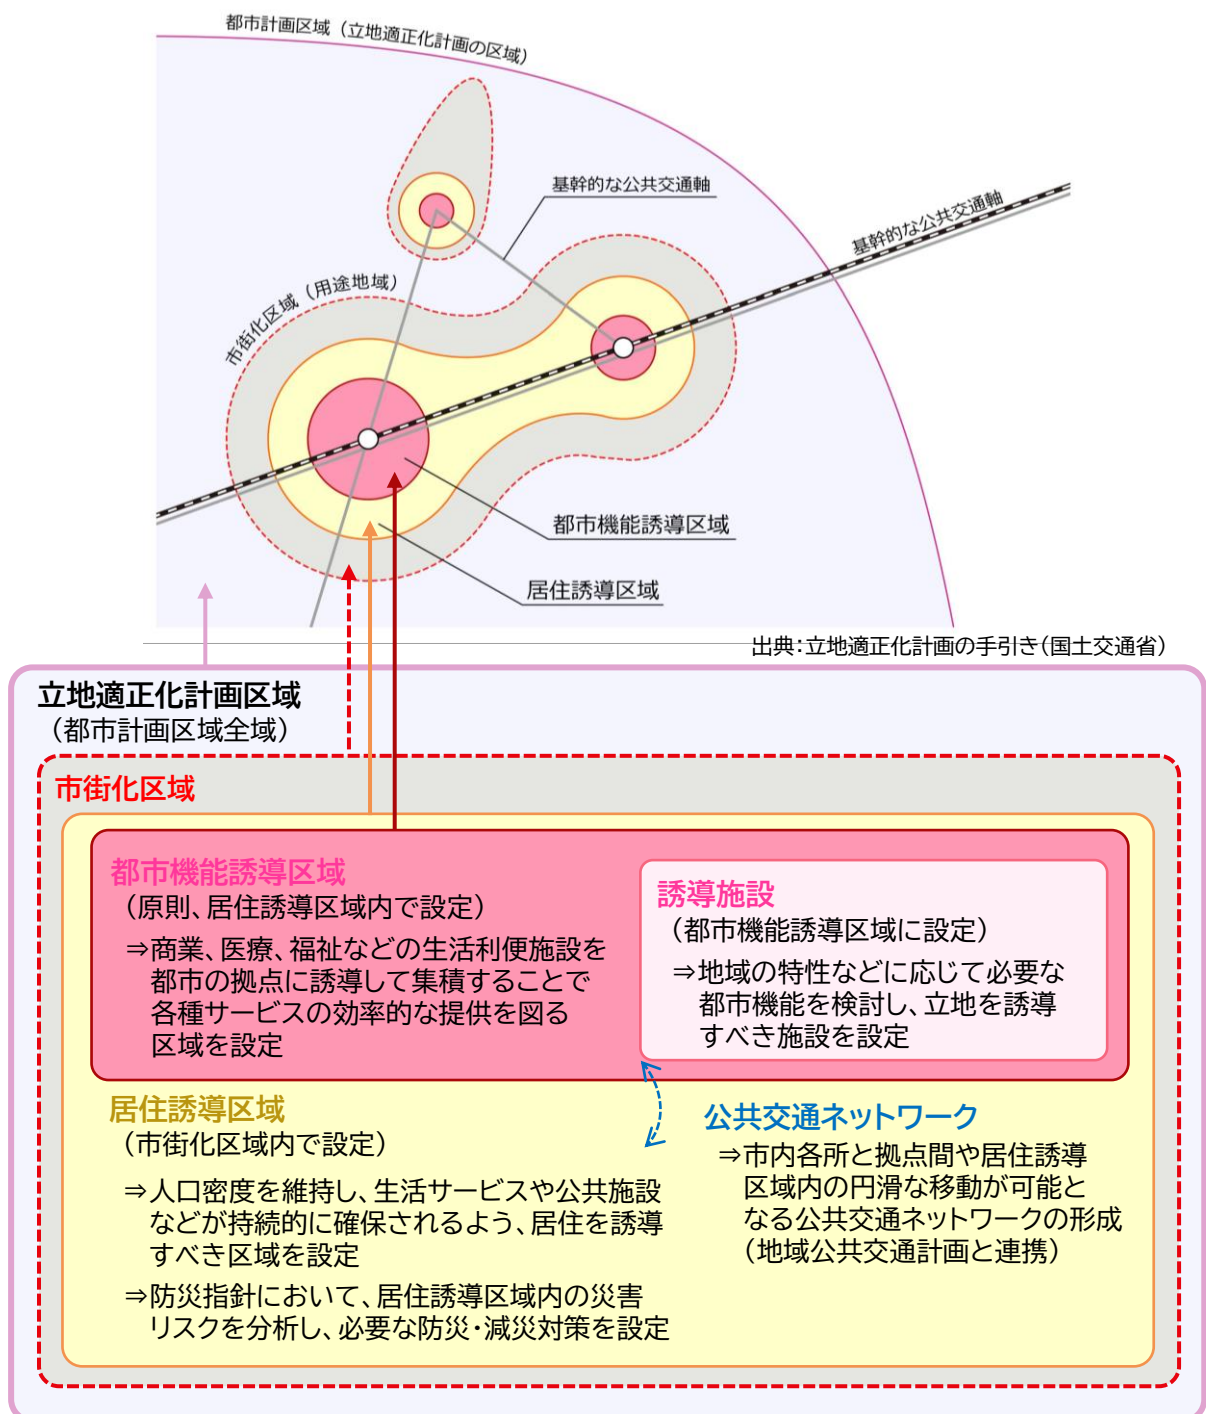 都市計画区域（立地適正化計画の区域）
基幹的な公共交通軸
基幹的な公共交通軸
市街化区域（用途地域）
都市機能誘導区域
居住誘導区域
出典：立地適正化計画の手引き（国土交通省）
立地適正化計画区域
（都市計画区域全域）
市街化区域
都市機能誘導区域
（原則、居住誘導区域内で設定）
⇒商業、医療、福祉などの生活利便施設を
都市の拠点に誘導して集積することで
各種サービスの効率的な提供を図る
区域を設定
誘導施設
（都市機能誘導区域に設定）
⇒地域の特性などに応じて必要な
都市機能を検討し、立地を誘導
すべき施設を設定
居住誘導区域
（市街化区域内で設定）
⇒人口密度を維持し、生活サービスや公共施設
などが持続的に確保されるよう、居住を誘導
すべき区域を設定
⇒防災指針において、居住誘導区域内の災害
リスクを分析し、必要な防災・減災対策を設定
公共交通ネットワーク
⇒市内各所と拠点間や居住誘導
区域内の円滑な移動が可能と
なる公共交通ネットワークの形成
（地域公共交通計画と連携）